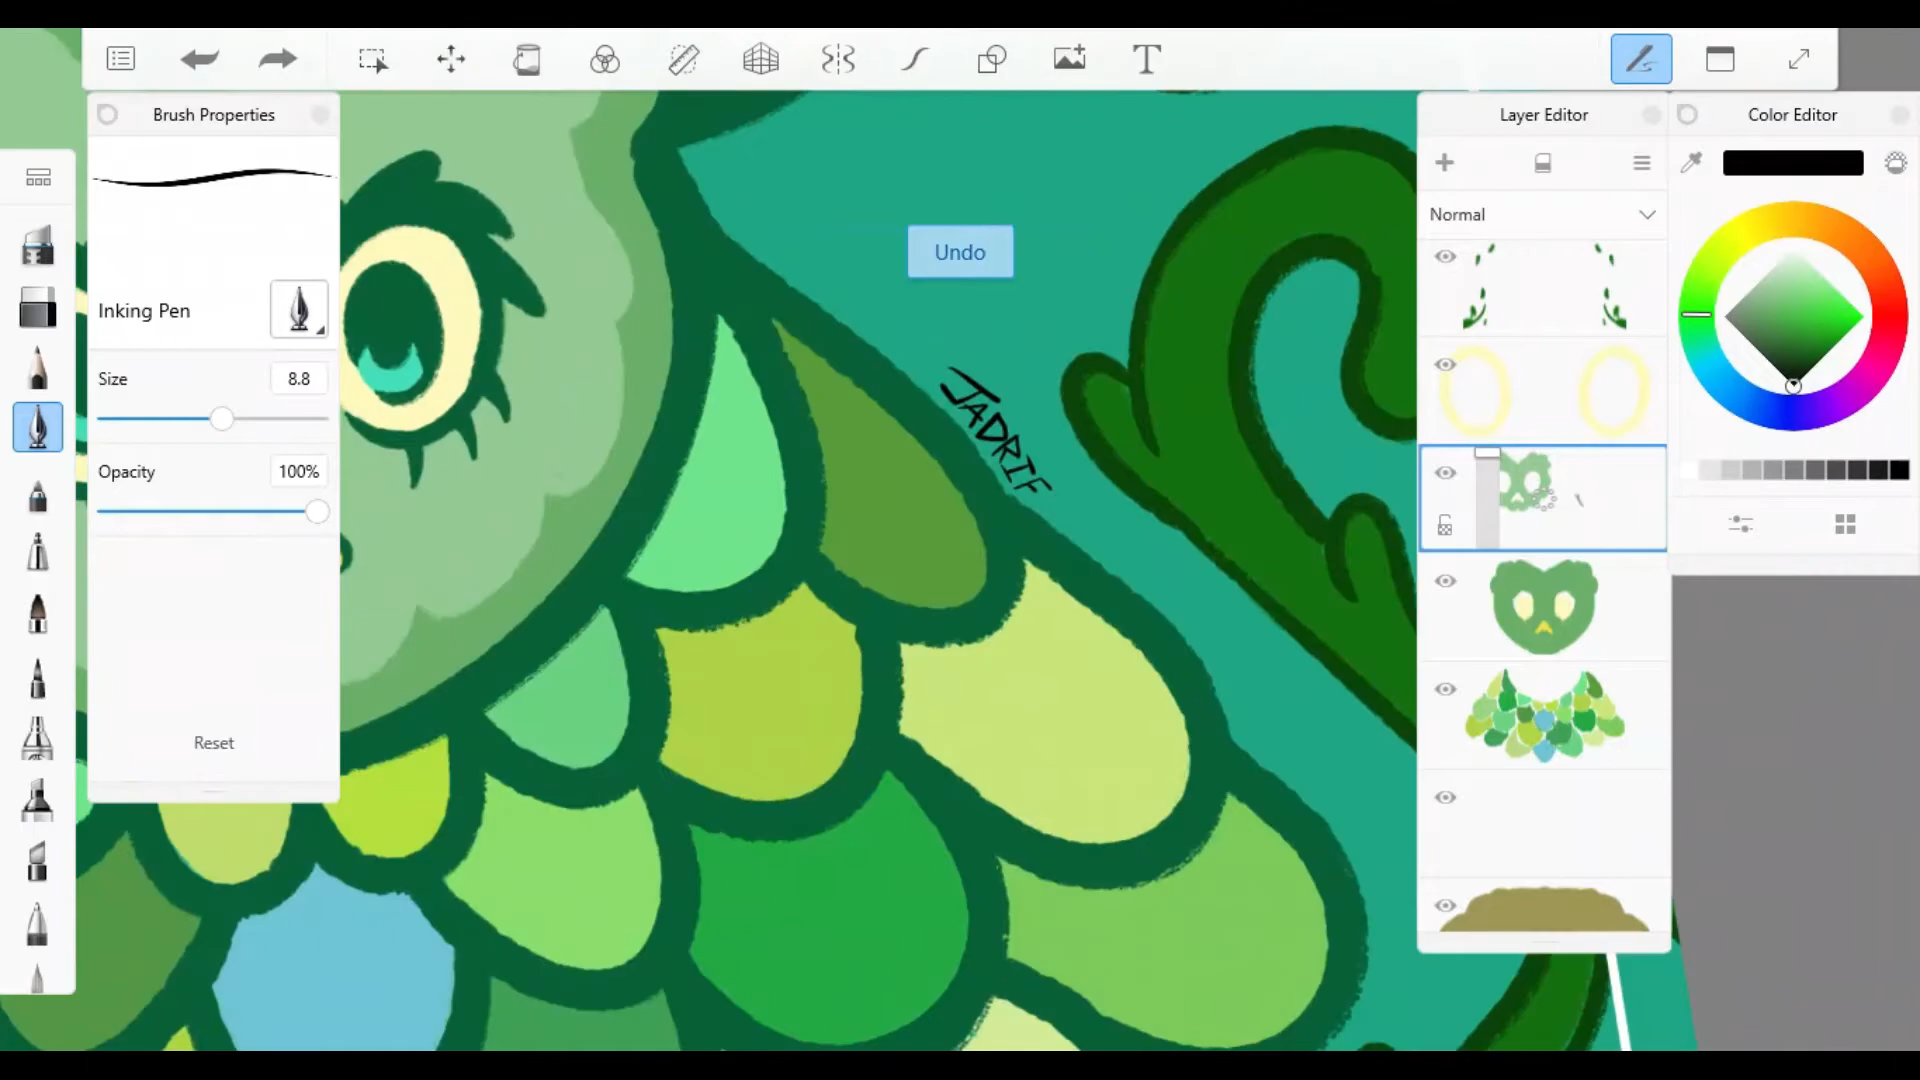 Brush Properties
Inking Pen
Size
8.8
Opacity
100%
Reset
T
Undo
JADRIF
Layer Editor
Normal
Color Editor